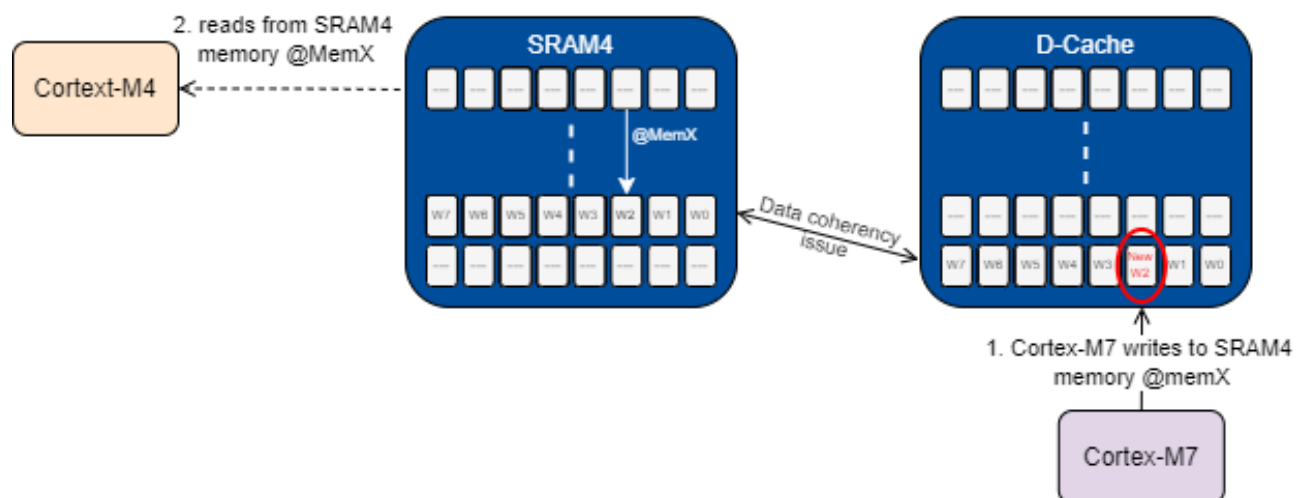 2. reads from SRAM4
memory @MemX
Cortext-M4
SRAM4
--- --- --- --- --- --- --- ---
@MemX
W7 W6 W5 W4 W3 W2 W1 W0
--- --- --- --- --- --- --- ---
Data coherency
issue
D-Cache
--- --- --- --- --- --- --- ---
--- --- --- --- --- --- --- ---
W7 W6 W5 W4 W3 New W2 W1 W0
1. Cortex-M7 writes to SRAM4
memory @memX
Cortex-M7